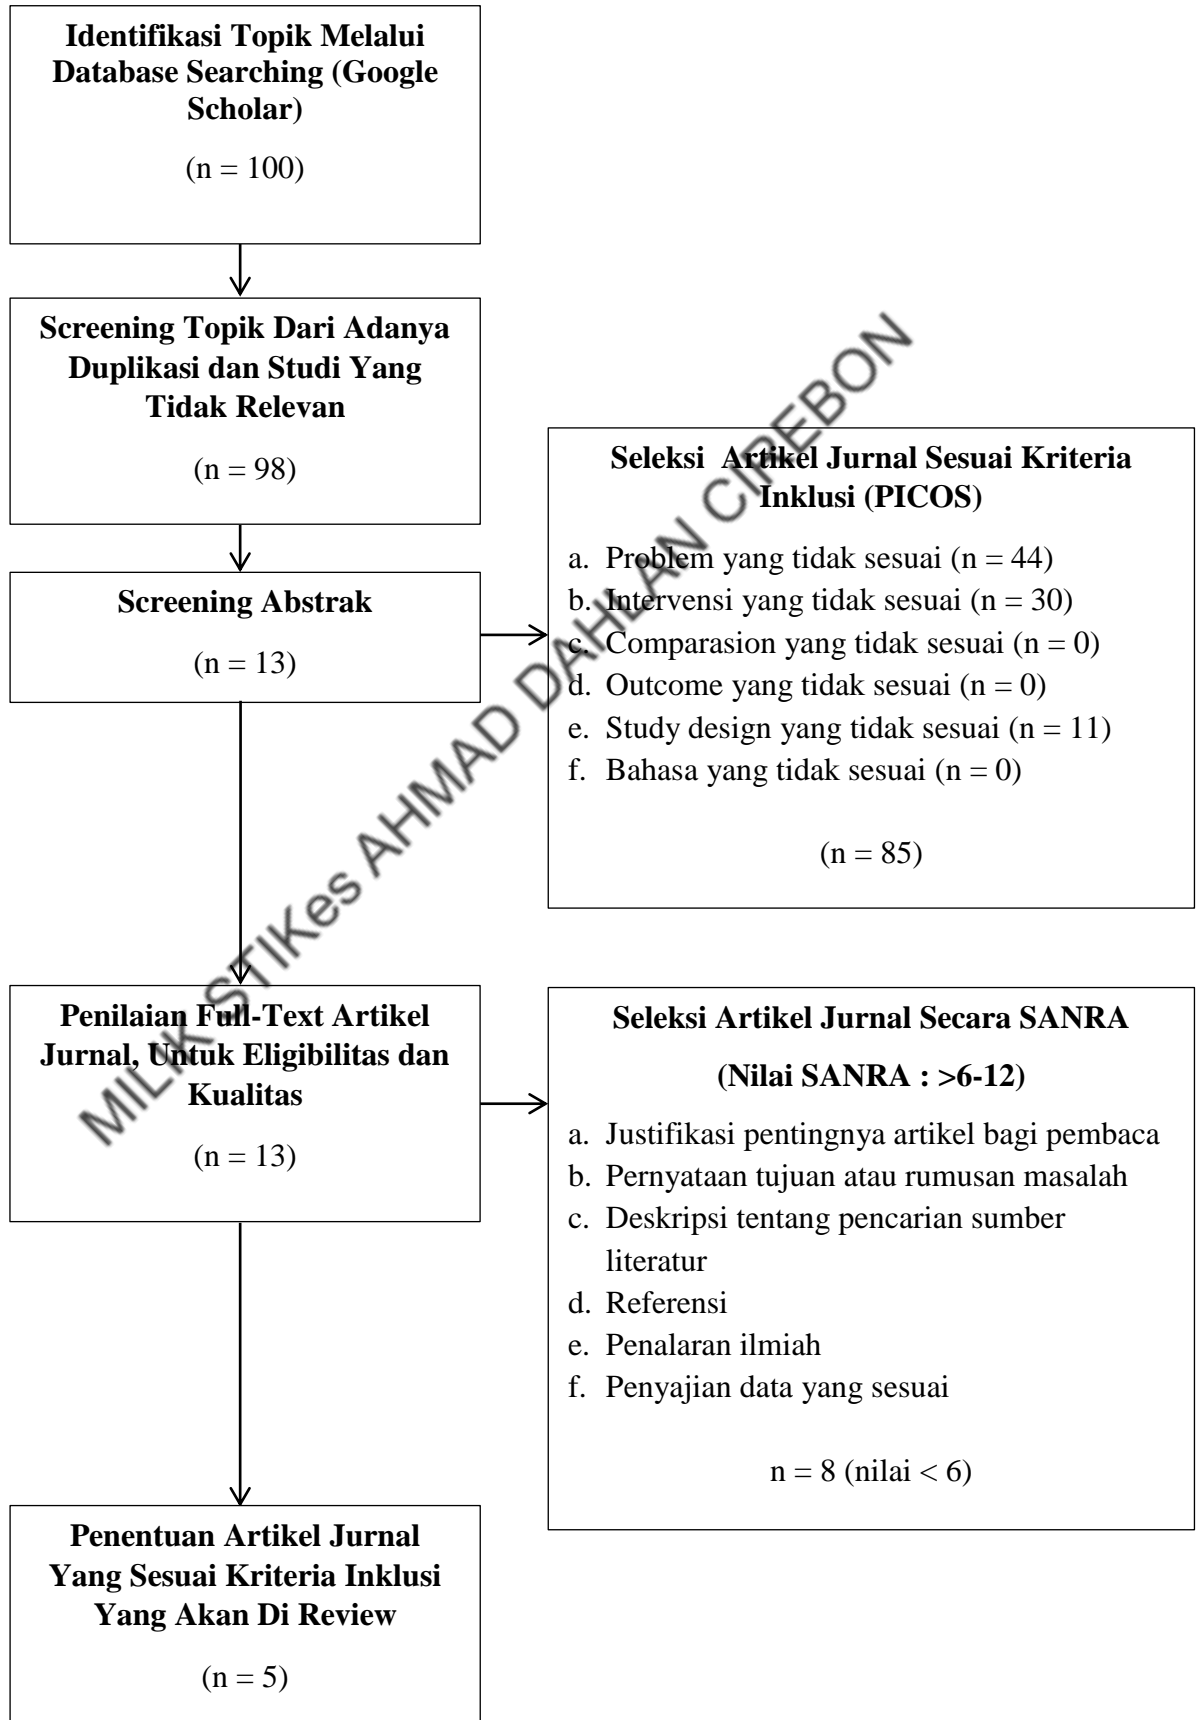 Identifikasi Topik Melalui
Database Searching (Google
Scholar)
(n = 100)
Screening Topik Dari Adanya
Duplikasi dan Studi Yang
Tidak Relevan
(n = 98)
Screening Abstrak
(n = 13)
Seleksi Artikel Jurnal Sesuai Kriteria
Inklusi (PICOS)
a. Problem yang tidak sesuai (n = 44)
b. Intervensi yang tidak sesuai (n = 30)
c. Comparasion yang tidak sesuai (n = 0)
d. Outcome yang tidak sesuai (n = 0)
e. Study design yang tidak sesuai (n = 11)
f. Bahasa yang tidak sesuai (n = 0)
(n = 85)
Penilaian Full-Text Artikel
Jurnal, Untuk Eligibilitas dan
Kualitas
(n = 13)
Seleksi Artikel Jurnal Secara SANRA
(Nilai SANRA : >6-12)
a. Justifikasi pentingnya artikel bagi pembaca
b. Pernyataan tujuan atau rumusan masalah
c. Deskripsi tentang pencarian sumber
literatur
d. Referensi
e. Penalaran ilmiah
f. Penyajian data yang sesuai
n = 8 (nilai < 6)
Penentuan Artikel Jurnal
Yang Sesuai Kriteria Inklusi
Yang Akan Di Review
(n = 5)
MILIK STIKes AHMAD DAHLAN CIREBON